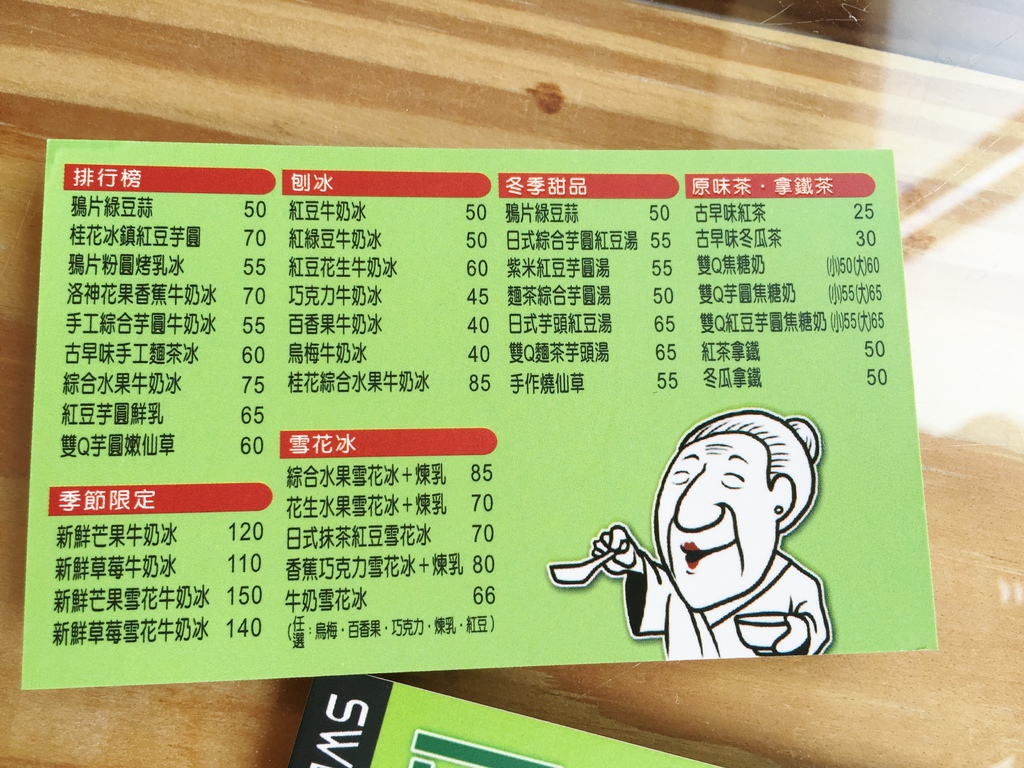 排行榜
鴉片綠豆蒜 50
桂花冰鎮紅豆芋圓 70
鴉片粉圓烤乳冰 55
洛神花果香蕉牛奶冰 70
手工綜合芋圓牛奶冰 55
古早味手工麵茶冰 60
綜合水果牛奶冰 75
紅豆芋圓鮮乳 65
雙Q芋圓嫩仙草 60
季節限定
新鮮芒果牛奶冰 120
新鮮草莓牛奶冰 110
新鮮芒果雪花牛奶冰 150
新鮮草莓雪花牛奶冰 140
刨冰
紅豆牛奶冰 50
紅綠豆牛奶冰 50
紅豆花生牛奶冰 60
巧克力牛奶冰 45
百香果牛奶冰 40
烏梅牛奶冰 40
桂花綜合水果牛奶冰 85
雪花冰
綜合水果雪花冰+煉乳 85
花生水果雪花冰+煉乳 70
日式抹茶紅豆雪花冰 70
香蕉巧克力雪花冰+煉乳 80
牛奶雪花冰 66
(任選:烏梅·百香果·巧克力·煉乳·紅豆)
冬季甜品
鴉片綠豆蒜 50
日式綜合芋圓紅豆湯 55
紫米紅豆芋圓湯 55
麵茶綜合芋圓湯 50
日式芋頭紅豆湯 65
雙Q麵茶芋頭湯 65
手作燒仙草 55
原味茶·拿鐵茶
古早味紅茶 25
古早味冬瓜茶 30
雙Q焦糖奶 (小)50(大)60
雙Q芋圓焦糖奶 (小)55(大)65
雙Q紅豆芋圓焦糖奶 (小)55(大)65
紅茶拿鐵 50
冬瓜拿鐵 50